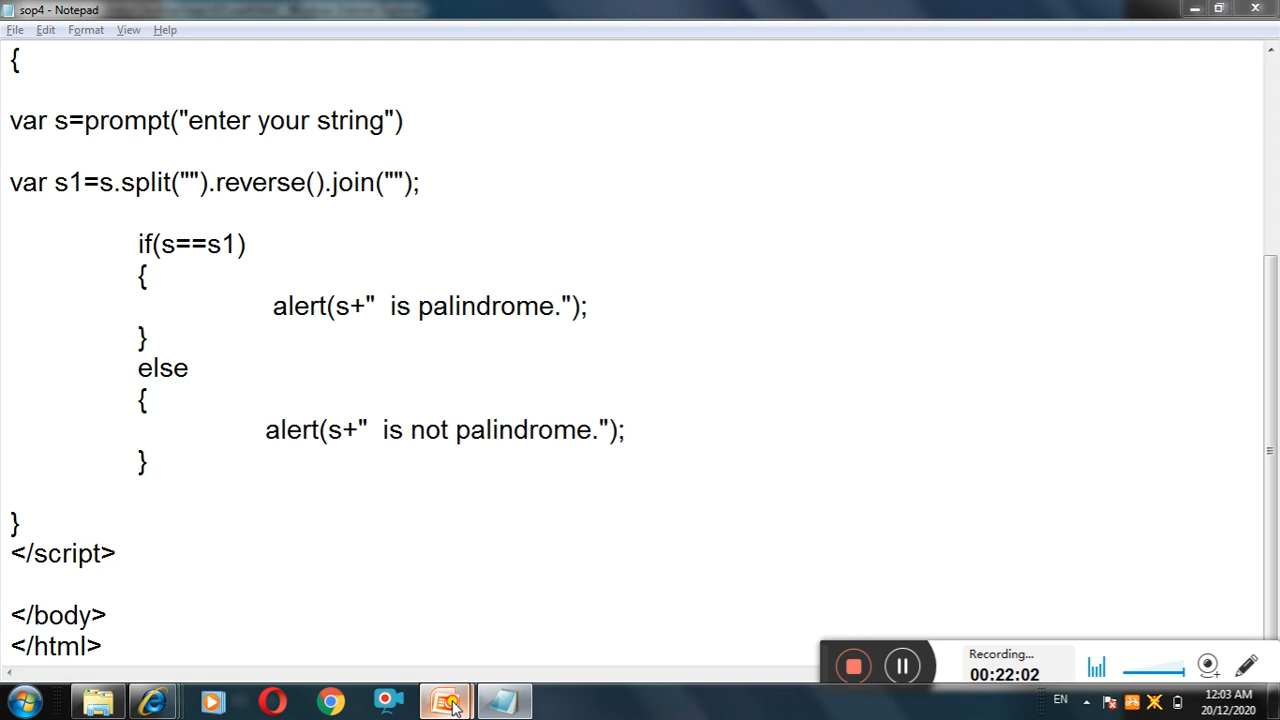 sop4 - Notepad
File Edit Format View Help
{
var s=prompt("enter your string")
var s1=s.split("").reverse().join("");
if(s==s1)
{
alert(s+"  is palindrome.");
}
else
{
alert(s+"  is not palindrome.");
}
}
</script>
</body>
</html>
Recording...
00:22:02
EN
12:03 AM
20/12/2020